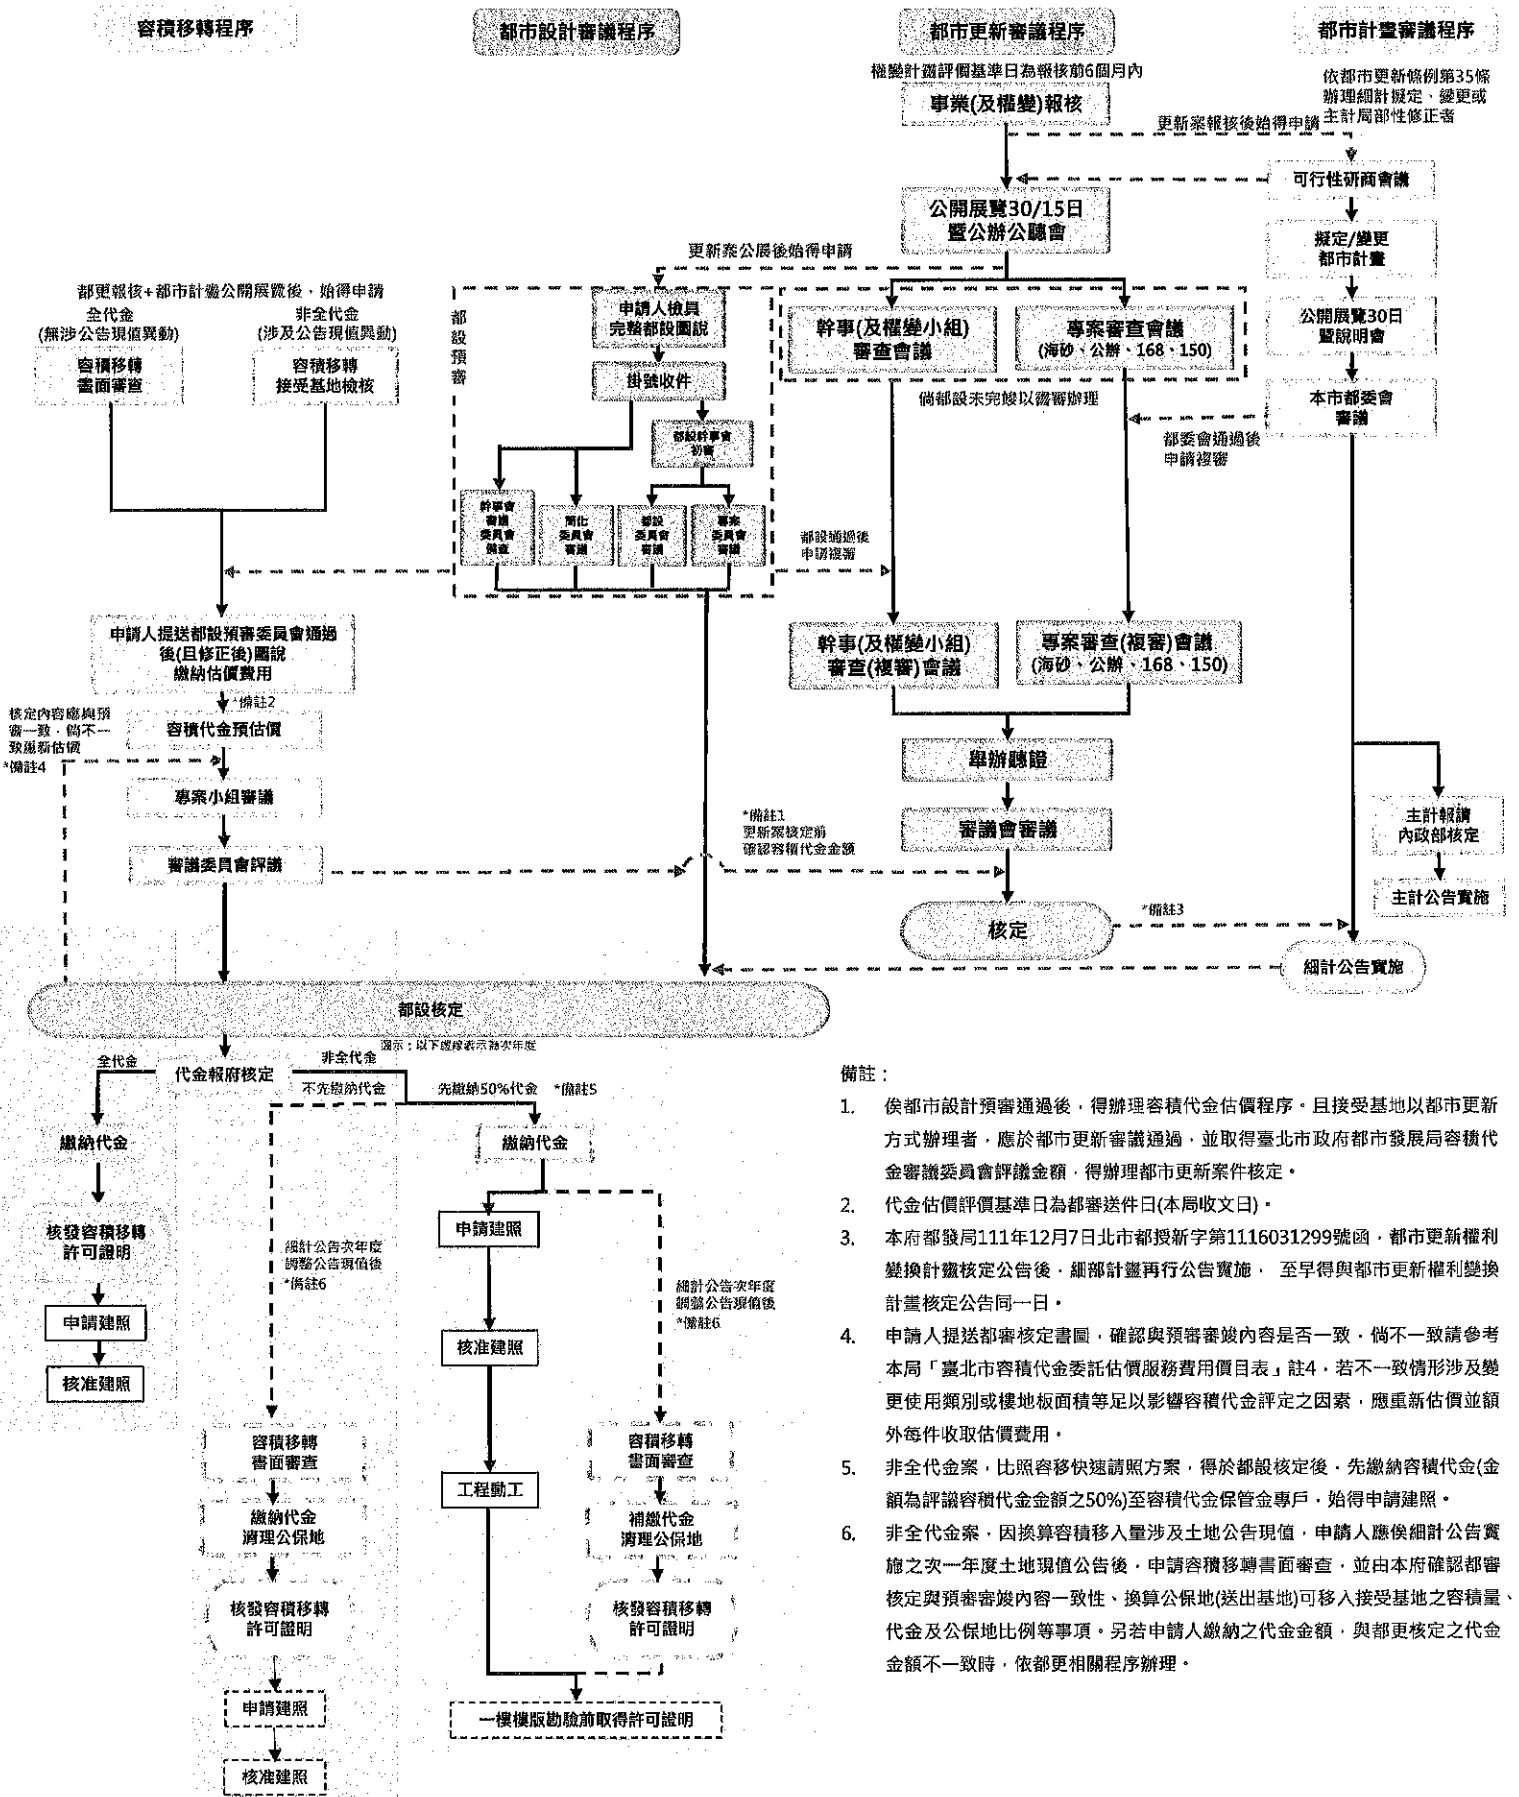 容積移轉程序
都市設計審議程序
都市更新審議程序
都市計畫審議程序
權變計畫評價基準日為報核前6個月內
事業(及權變)報核
依都市更新條例第35條
辦理細計擬定、變更或
主計局部性修正者
更新案報核後始得申請
可行性研商會議
公開展覽30/15日
暨公辦公聽會
擬定/變更
都市計畫
更新案公展後始得申請
都更報核+都市計畫公開展覽後，始得申請
全代金
(無涉公告現值異動)
非全代金
(涉及公告現值異動)
容積移轉
書面審查
容積移轉
接受基地檢核
都設預審
申請人檢具
完整都設圖說
掛號收件
都設幹事會
初審
幹事會
審議
委員會
備查
簡化
委員會
審議
都設
委員會
審議
專案
委員會
審議
幹事(及權變小組)
審查會議
專案審查會議
(海砂、公辦、168、150)
倘都設未完竣以續審辦理
公開展覽30日
暨說明會
本市都委會
審議
都委會通過後
申請複審
都設通過後
申請複審
申請人提送都設預審委員會通過
後(且修正後)圖說
繳納估價費用
*備註2
核定內容應與預
審一致，倘不一
致重新估價
*備註4
容積代金預估價
專案小組審議
審議委員會評議
幹事(及權變小組)
審查(複審)會議
專案審查(複審)會議
(海砂、公辦、168、150)
舉辦聽證
審議會審議
*備註1
更新案核定前
確認容積代金金額
核定
*備註3
主計報請
內政部核定
主計公告實施
細計公告實施
都設核定
圖示：以下虛線表示為次年度
全代金
代金報府核定
非全代金
不先繳納代金
先繳納50%代金
*備註5
繳納代金
核發容積移轉
許可證明
申請建照
核准建照
細計公告次年度
調整公告現值後
*備註6
容積移轉
書面審查
繳納代金
清理公保地
核發容積移轉
許可證明
申請建照
核准建照
繳納代金
申請建照
核准建照
工程動工
細計公告次年度
調整公告現值後
*備註6
容積移轉
書面審查
補繳代金
清理公保地
核發容積移轉
許可證明
一樓樓版勘驗前取得許可證明
備註：
1. 俟都市設計預審通過後，得辦理容積代金估價程序。且接受基地以都市更新
方式辦理者，應於都市更新審議通過，並取得臺北市政府都市發展局容積代
金審議委員會評議金額，得辦理都市更新案件核定。
2. 代金估價評價基準日為都審送件日(本局收文日)。
3. 本府都發局111年12月7日北市都授新字第1116031299號函，都市更新權利
變換計畫核定公告後，細部計畫再行公告實施， 至早得與都市更新權利變換
計畫核定公告同一日。
4. 申請人提送都審核定書圖，確認與預審審竣內容是否一致，倘不一致請參考
本局「臺北市容積代金委託估價服務費用價目表」註4，若不一致情形涉及變
更使用類別或樓地板面積等足以影響容積代金評定之因素，應重新估價並額
外每件收取估價費用。
5. 非全代金案，比照容移快速請照方案，得於都設核定後，先繳納容積代金(金
額為評議容積代金金額之50%)至容積代金保管金專戶，始得申請建照。
6. 非全代金案，因換算容積移入量涉及土地公告現值，申請人應俟細計公告實
施之次一年度土地現值公告後，申請容積移轉書面審查，並由本府確認都審
核定與預審審竣內容一致性、換算公保地(送出基地)可移入接受基地之容積量、
代金及公保地比例等事項。另若申請人繳納之代金金額，與都更核定之代金
金額不一致時，依都更相關程序辦理。